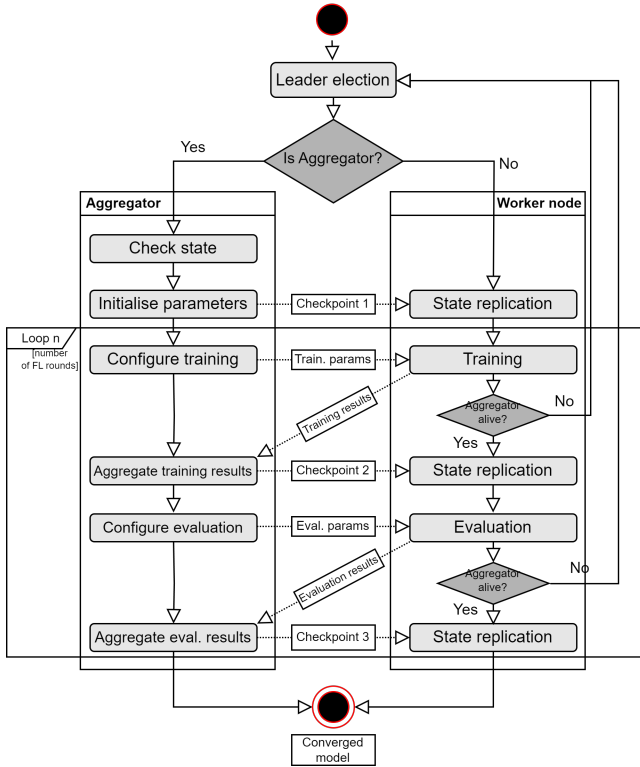 Leader election
Is Aggregator?
Yes
No
Aggregator
Worker node
Check state
Initialise parameters
Checkpoint 1
State replication
Loop n
[number
of FL rounds]
Configure training
Train. params
Training
Training results
Aggregator
alive?
No
Yes
Aggregate training results
Checkpoint 2
State replication
Configure evaluation
Eval. params
Evaluation
Evaluation results
Aggregator
alive?
No
Yes
Aggregate eval. results
Checkpoint 3
State replication
Converged
model